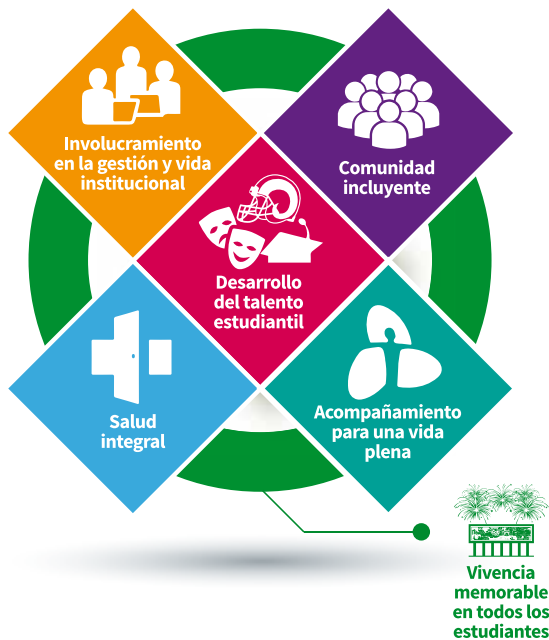 Involucramiento
en la gestión y vida
institucional
Comunidad
incluyente
Desarrollo
del talento
estudiantil
Salud
integral
Acompañamiento
para una vida
plena
Vivencia
memorable
en todos los
estudiantes